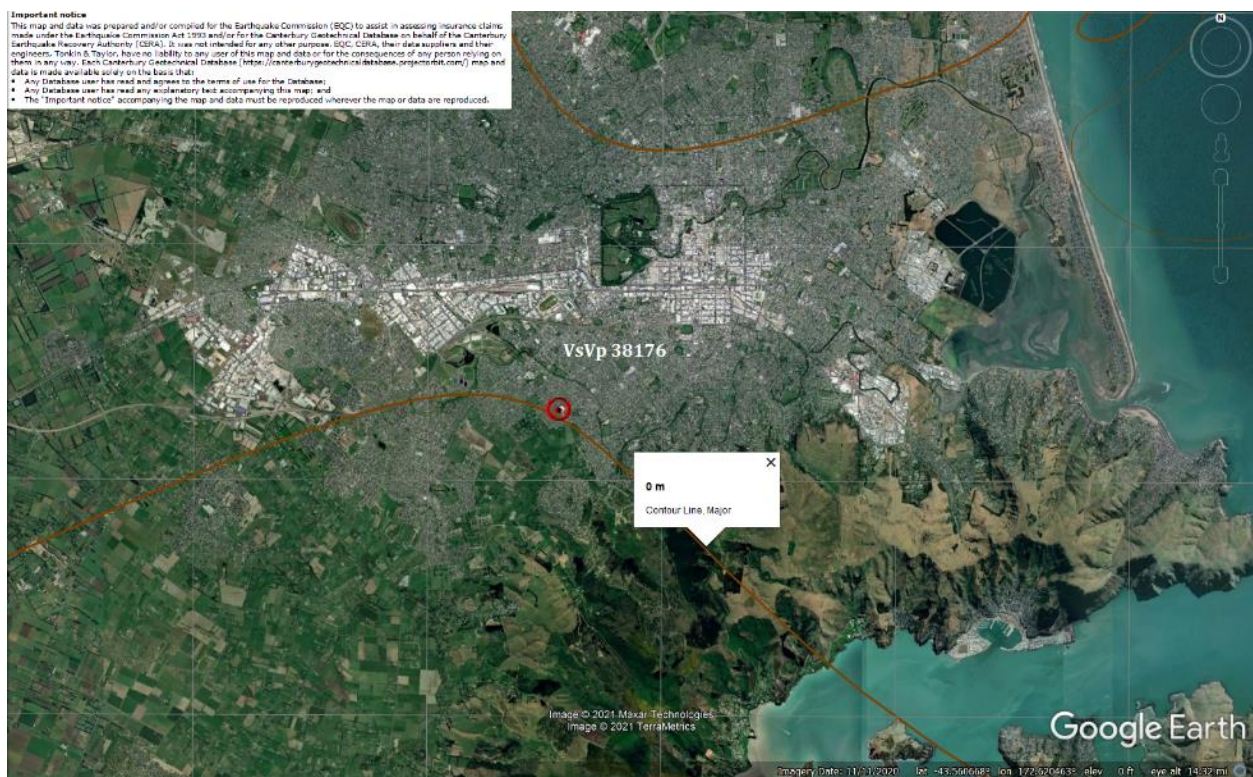 Important notice
This map and data was prepared and/or compiled for the Earthquake Commission (EQC) to assist in assessing insurance claims
made under the Earthquake Commission Act 1993 and/or for the Canterbury Geotechnical Database on behalf of the Canterbury
Earthquake Recovery Authority (CERA). It was not intended for any other purpose. EQC, CERA, their data suppliers and their
engineers, Tonkin & Taylor, have no liability to any user of this map and data or for the consequences of any person relying on
them in any way. Each Canterbury Geotechnical Database (https://canterburygeotechnicaldatabase.projectorbit.com/) map and
data is made available solely on the basis that:
• Any Database user has read and agrees to the terms of use for the Database;
• Any Database user has read any explanatory text accompanying this map; and
• The "Important notice" accompanying the map and data must be reproduced wherever the map or data are reproduced.
N
VsVp 38176
0 m
Contour Line, Major
Image © 2021 Maxar Technologies
Image © 2021 TerraMetrics
Google Earth
Imagery Date: 11/11/2020 lat -43.560668° lon 172.620463° elev 0 ft eye alt 14.32 mi